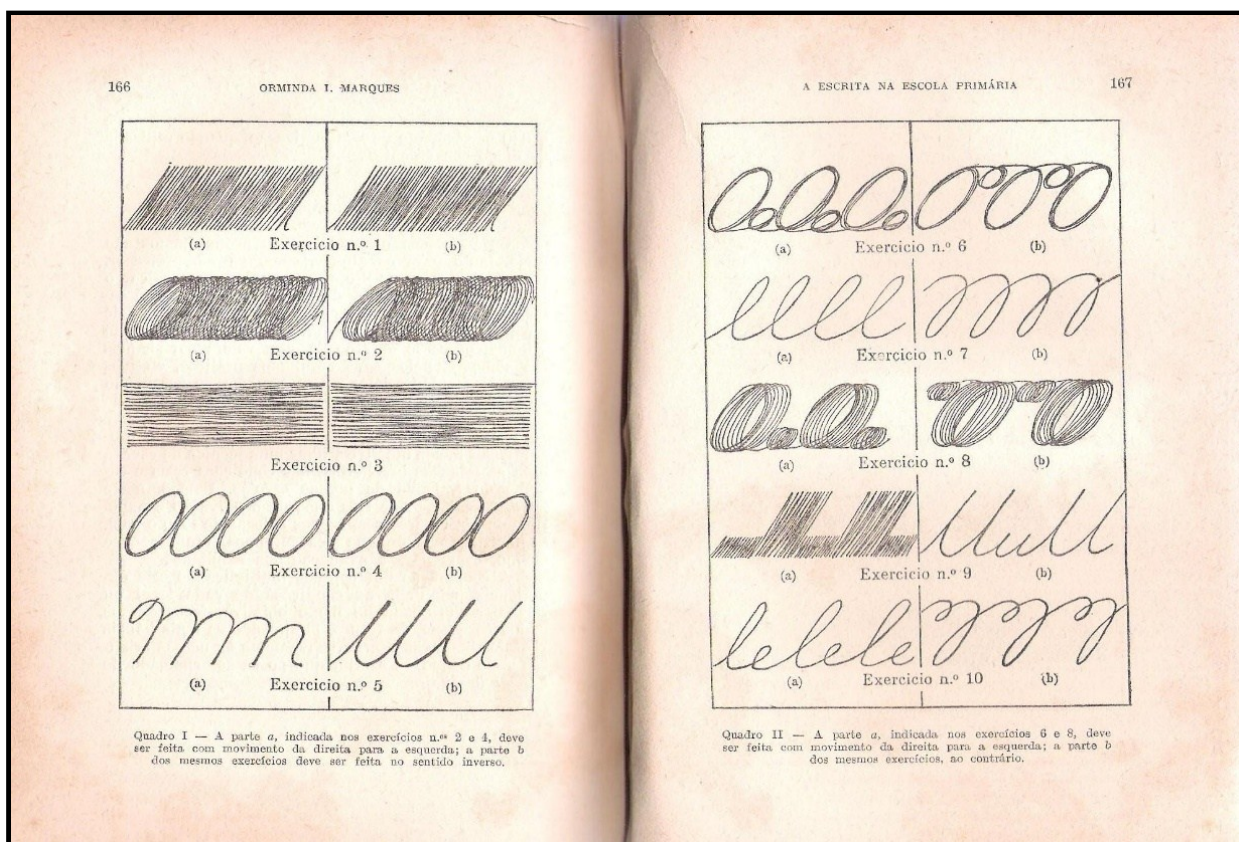 166
ORMINDA I. MARQUES
(a) Exercicio n.º 1 (b)
(a) Exercicio n.º 2 (b)
Exercicio n.º 3
(a) Exercicio n.º 4 (b)
(a) Exercicio n.º 5 (b)
Quadro I — A parte a, indicada nos exercícios n.ºs 2 e 4, deve
ser feita com movimento da direita para a esquerda; a parte b
dos mesmos exercícios deve ser feita no sentido inverso.
A ESCRITA NA ESCOLA PRIMÁRIA
167
(a) Exercicio n.º 6 (b)
(a) Exercicio n.º 7 (b)
(a) Exercicio n.º 8 (b)
(a) Exercicio n.º 9 (b)
lelelele
(a) Exercicio n.º 10 (b)
Quadro II — A parte a, indicada nos exercícios 6 e 8, deve
ser feita com movimento da direita para a esquerda; a parte b
dos mesmos exercícios, ao contrário.